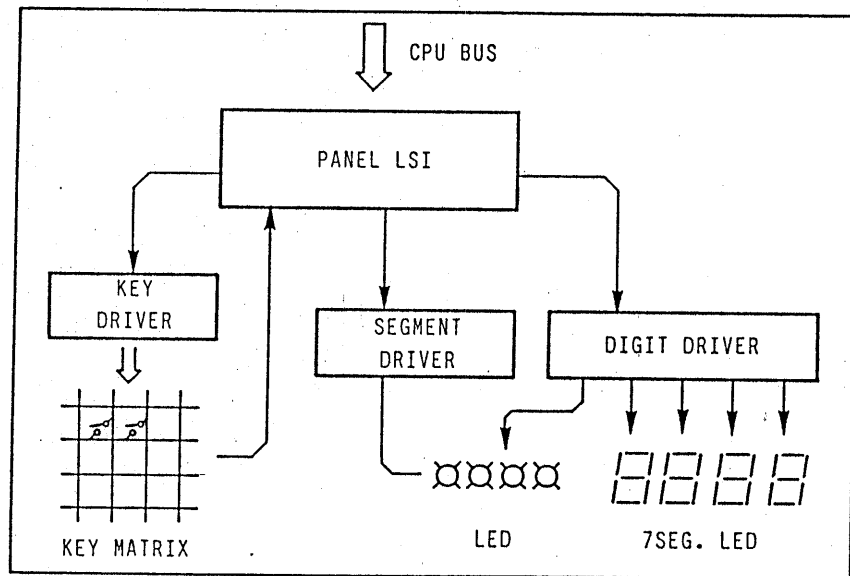 CPU BUS
PANEL LSI
KEY
DRIVER
SEGMENT
DRIVER
DIGIT DRIVER
KEY MATRIX
LED
7SEG. LED